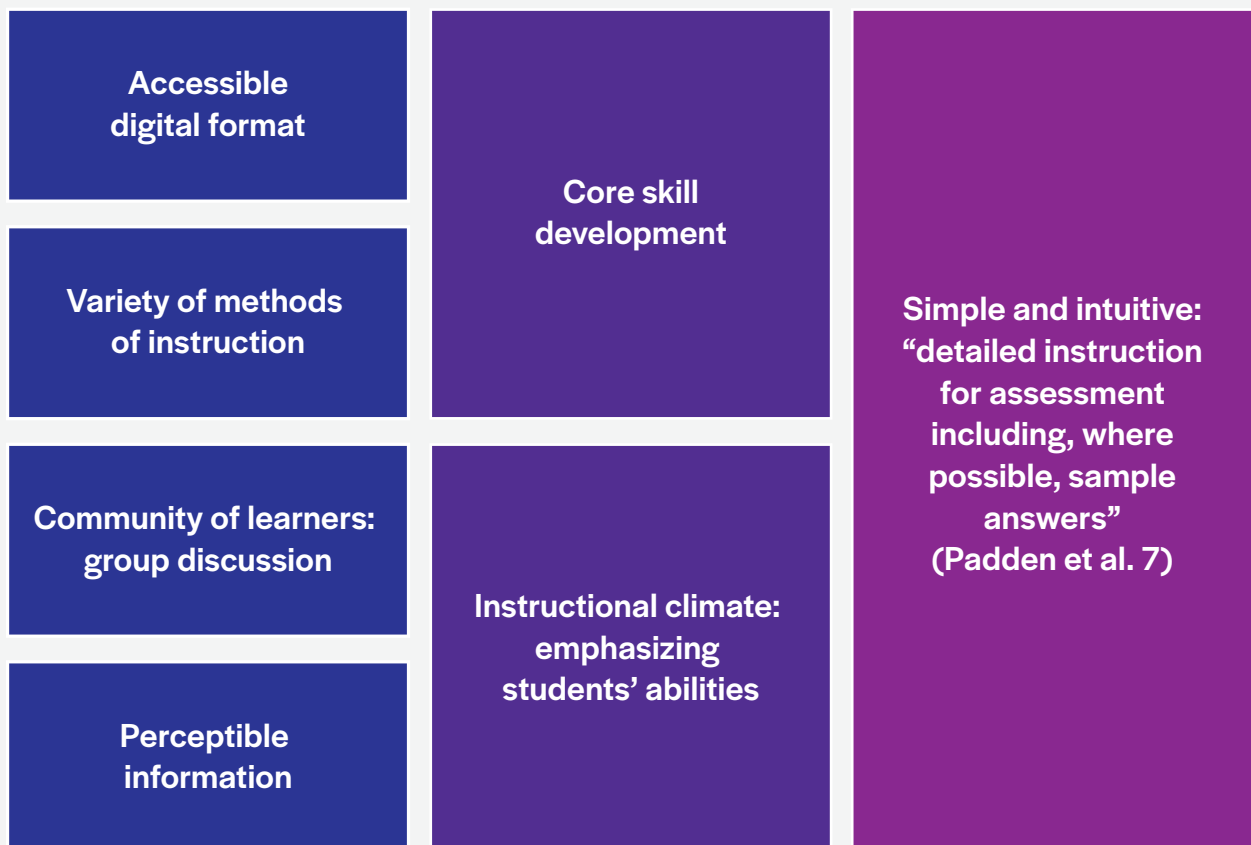 Accessible
digital format
Variety of methods
of instruction
Community of learners:
group discussion
Perceptible
information
Core skill
development
Instructional climate:
emphasizing
students’ abilities
Simple and intuitive:
“detailed instruction
for assessment
including, where
possible, sample
answers”
(Padden et al. 7)